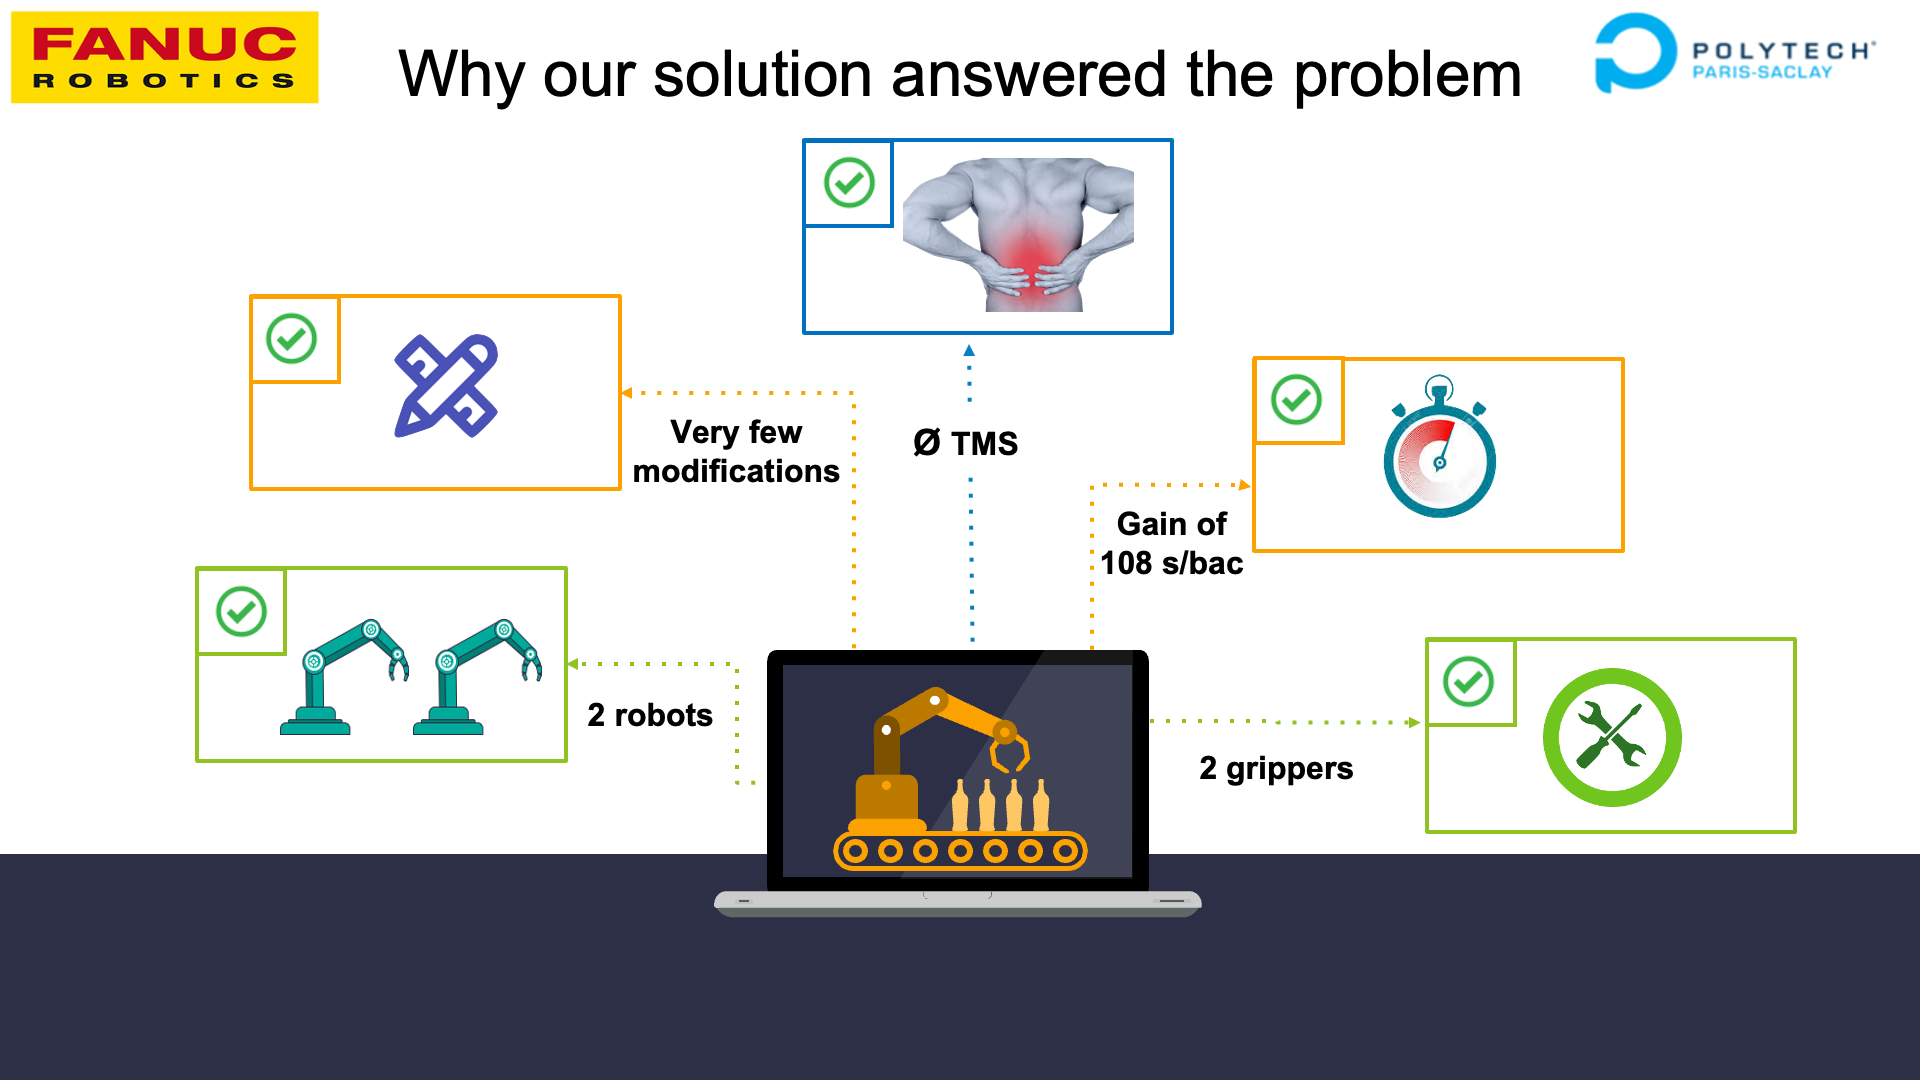 FANUC
ROBOTICS
Why our solution answered the problem
POLYTECH®
PARIS-SACLAY
Very few
modifications
Ø TMS
Gain of
108 s/bac
2 robots
2 grippers